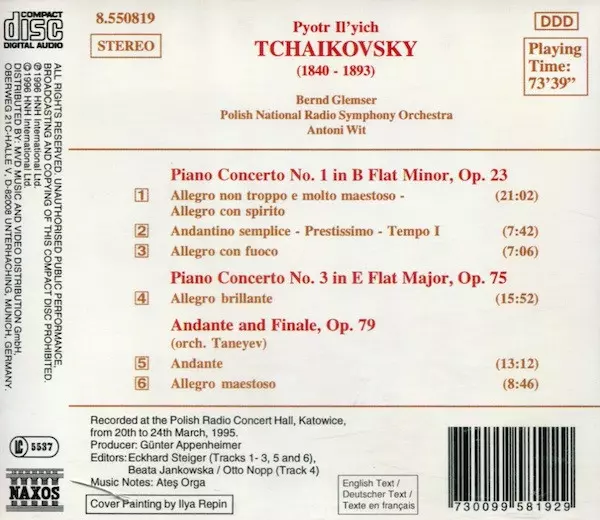 COMPACT
disc
DIGITAL AUDIO
8.550819
STEREO
Pyotr Il'yich
TCHAIKOVSKY
(1840 - 1893)
DDD
Playing
Time:
73'39"
Bernd Glemser
Polish National Radio Symphony Orchestra
Antoni Wit
Piano Concerto No. 1 in B Flat Minor, Op. 23
1 Allegro non troppo e molto maestoso - (21:02)
Allegro con spirito
2 Andantino semplice - Prestissimo - Tempo I (7:42)
3 Allegro con fuoco (7:06)
Piano Concerto No. 3 in E Flat Major, Op. 75
4 Allegro brillante (15:52)
Andante and Finale, Op. 79
(orch. Taneyev)
5 Andante (13:12)
6 Allegro maestoso (8:46)
ALL RIGHTS RESERVED. UNAUTHORISED PUBLIC PERFORMANCE,
BROADCASTING AND COPYING OF THIS COMPACT DISC PROHIBITED.
℗ 1996 HNH International Ltd.
© 1996 HNH International Ltd.
DISTRIBUTED BY: MVD MUSIC AND VIDEO DISTRIBUTION GmbH,
OBERWEG 21C-HALLE V, D-82008 UNTERHACHING, MUNICH, GERMANY.
LC 5537
NAXOS
Recorded at the Polish Radio Concert Hall, Katowice,
from 20th to 24th March, 1995.
Producer: Günter Appenheimer
Editors: Eckhard Steiger (Tracks 1- 3, 5 and 6),
Beata Jankowska / Otto Nopp (Track 4)
Music Notes: Ateş Orga
Cover Painting by Ilya Repin
English Text /
Deutscher Text /
Texte en français
730099 581929